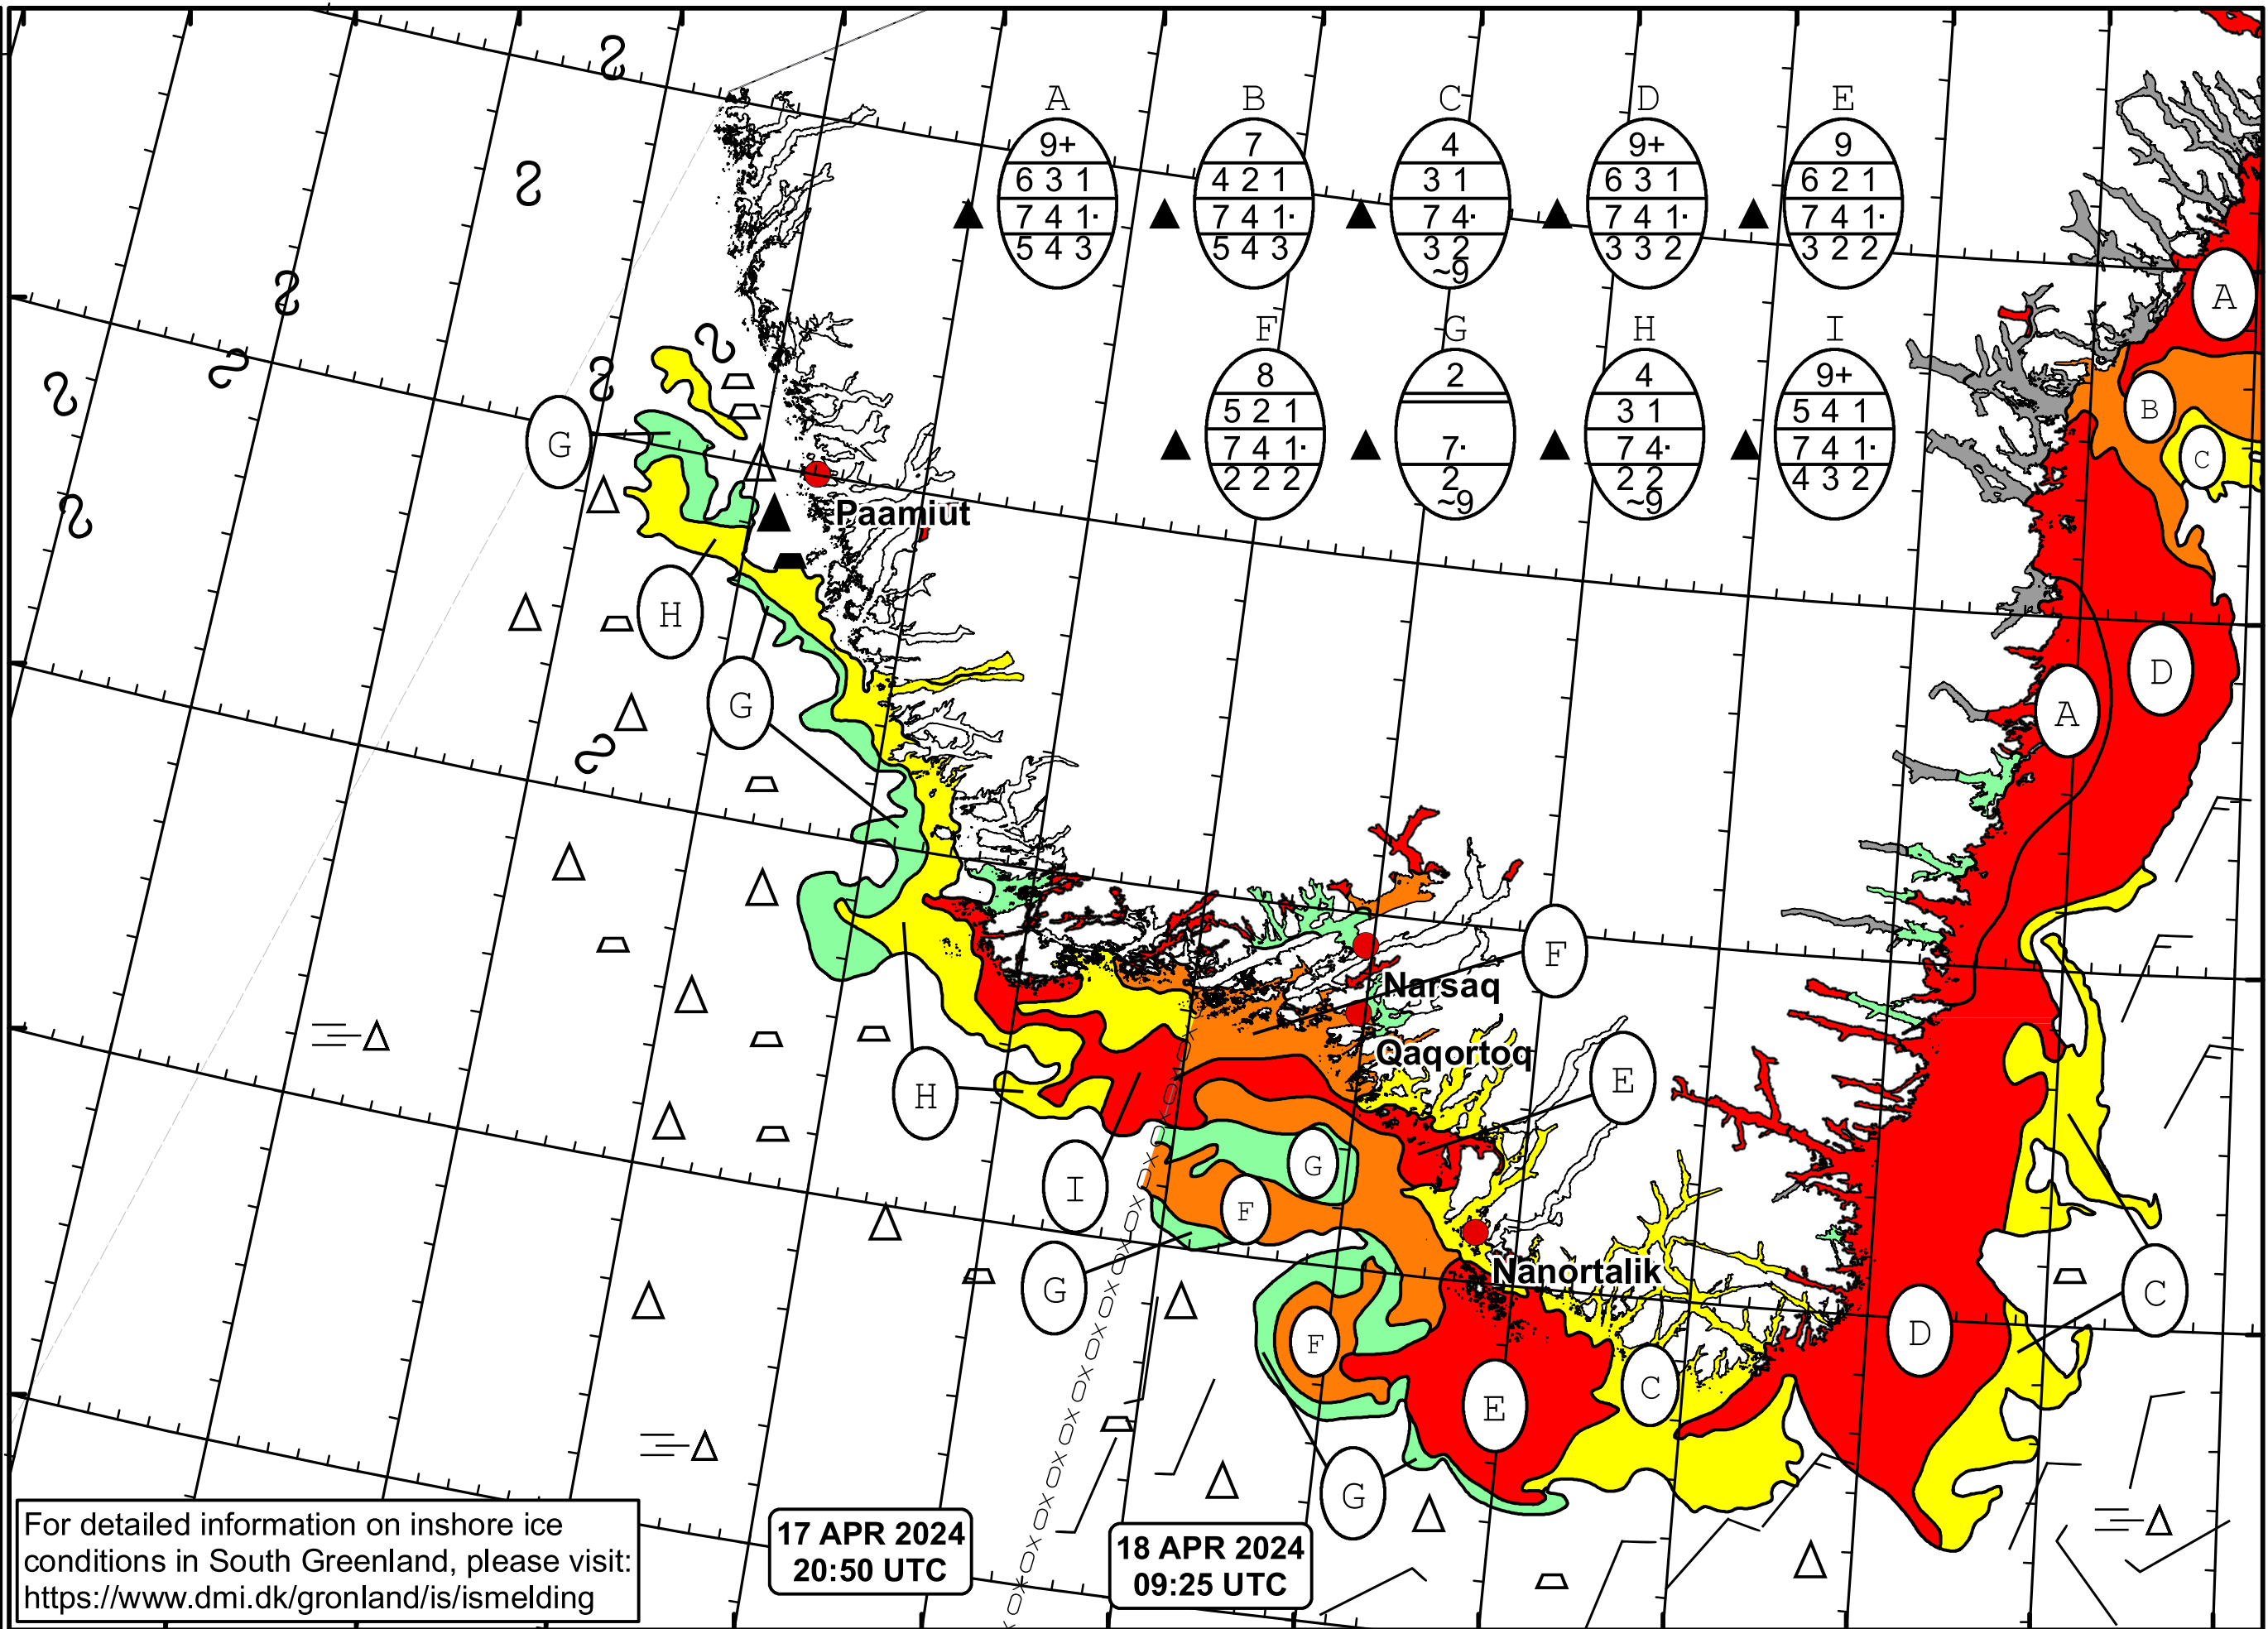 A B C D E
9+ 7 4 9+ 9
6 3 1 4 2 1 3 1 6 3 1 6 2 1
7 4 1· 7 4 1· 7 4· 7 4 1· 7 4 1·
5 4 3 5 4 3 3 2 3 3 2 3 2 2
~9
F G H I
8 2 4 9+
5 2 1 3 1 5 4 1
7 4 1· 7· 7 4· 7 4 1·
2 2 2 2 2 2 4 3 2
~9 ~9
A
B
G
C
Paamiut
H
D
G
A
F
Narsaq
Qaqortoq
E
H
G
I
F
Nanortalik
G
C
F
D
C
E
G
For detailed information on inshore ice
conditions in South Greenland, please visit:
https://www.dmi.dk/gronland/is/ismelding
17 APR 2024
20:50 UTC
18 APR 2024
09:25 UTC